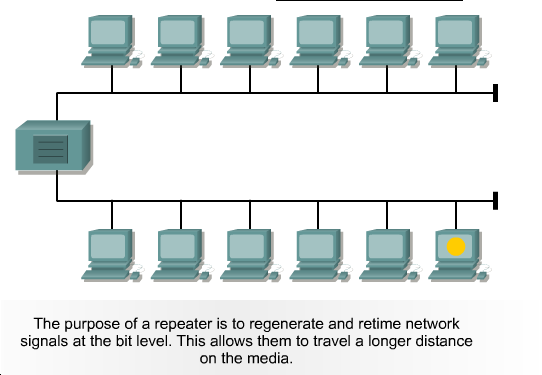 The purpose of a repeater is to regenerate and retime network
signals at the bit level. This allows them to travel a longer distance
on the media.